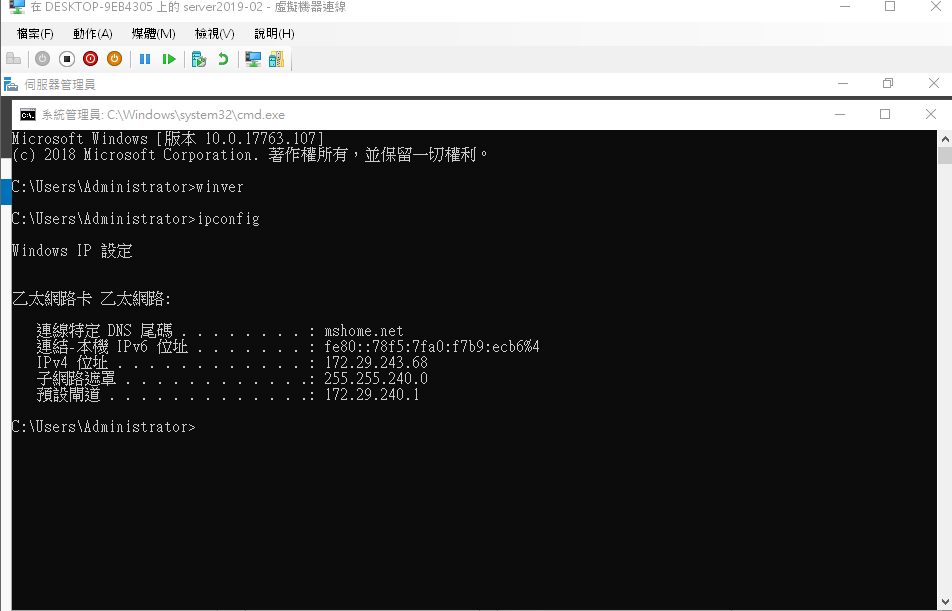 在 DESKTOP-9EB4305 上的 server2019-02 - 虛擬機器連線
檔案(F) 動作(A) 媒體(M) 檢視(V) 說明(H)
伺服器管理員
系統管理員: C:\Windows\system32\cmd.exe
Microsoft Windows [版本 10.0.17763.107]
(c) 2018 Microsoft Corporation. 著作權所有，並保留一切權利。
C:\Users\Administrator>winver
C:\Users\Administrator>ipconfig
Windows IP 設定
乙太網路卡 乙太網路:
連線特定 DNS 尾碼 . . . . . . . . : mshome.net
連結-本機 IPv6 位址 . . . . . . . : fe80::78f5:7fa0:f7b9:ecb6%4
IPv4 位址 . . . . . . . . . . . . : 172.29.243.68
子網路遮罩 . . . . . . . . . . . .: 255.255.240.0
預設閘道 . . . . . . . . . . . . .: 172.29.240.1
C:\Users\Administrator>